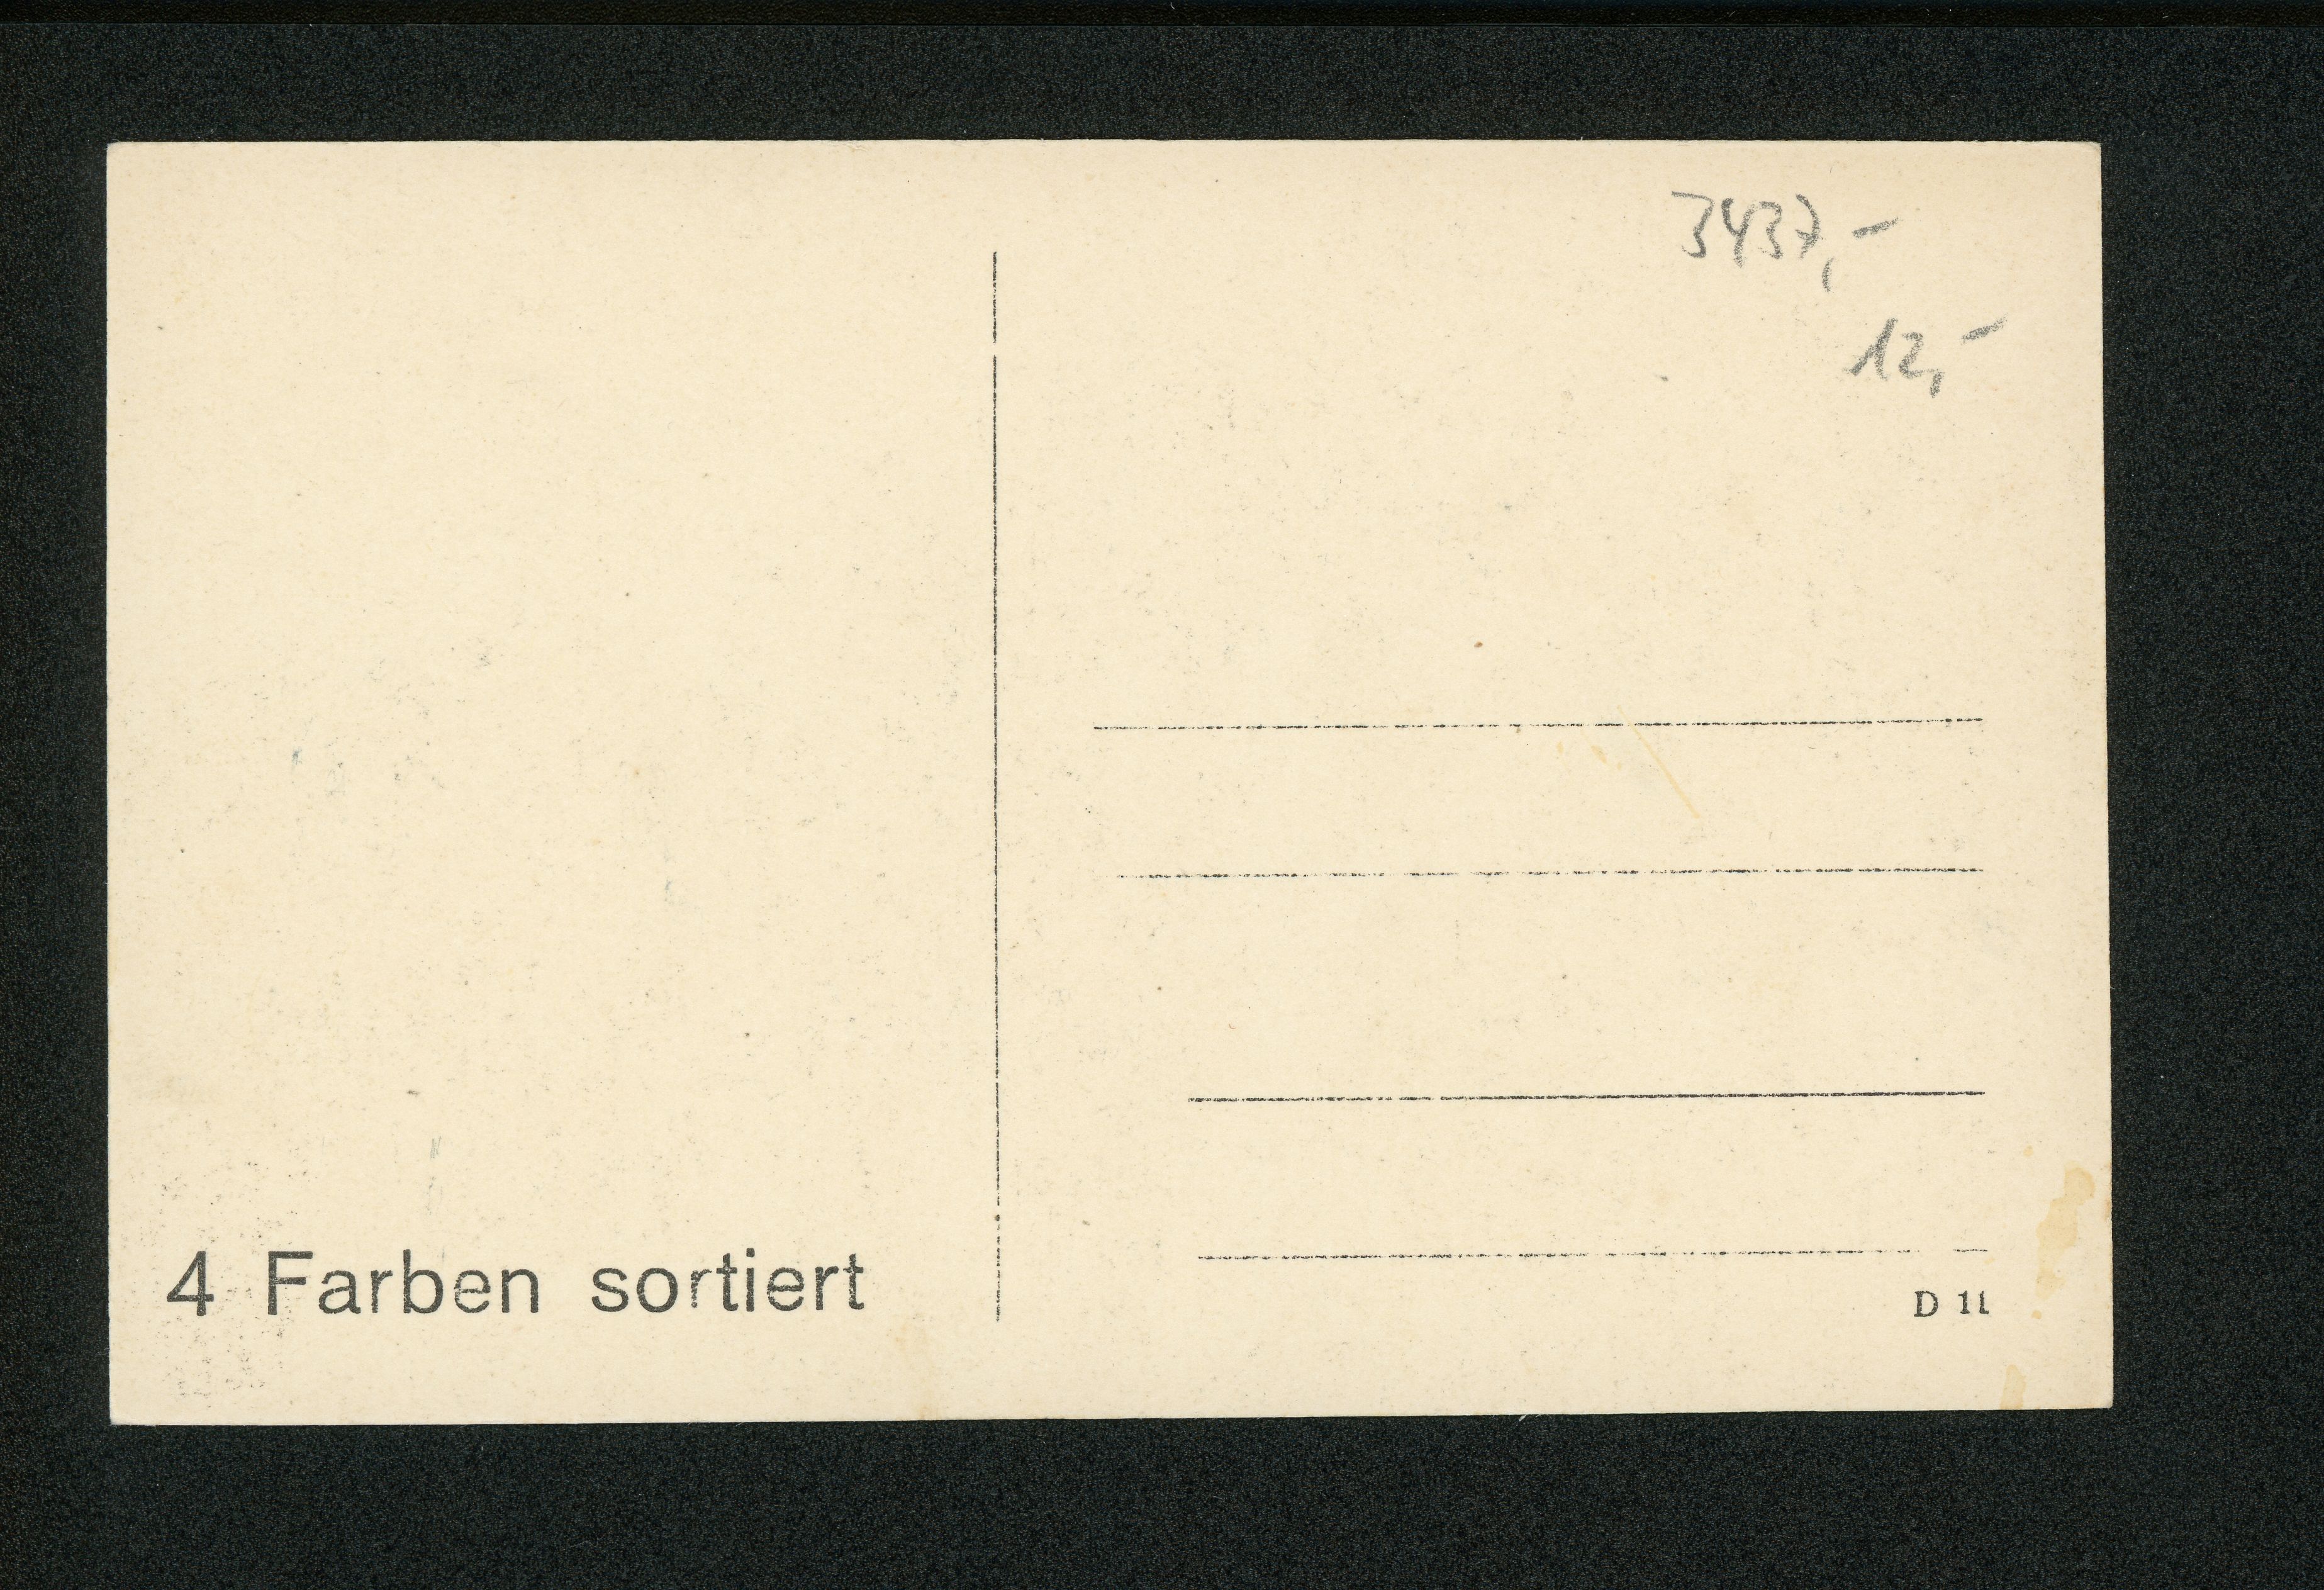 3437,-
12,-
4 Farben sortiert
D 11